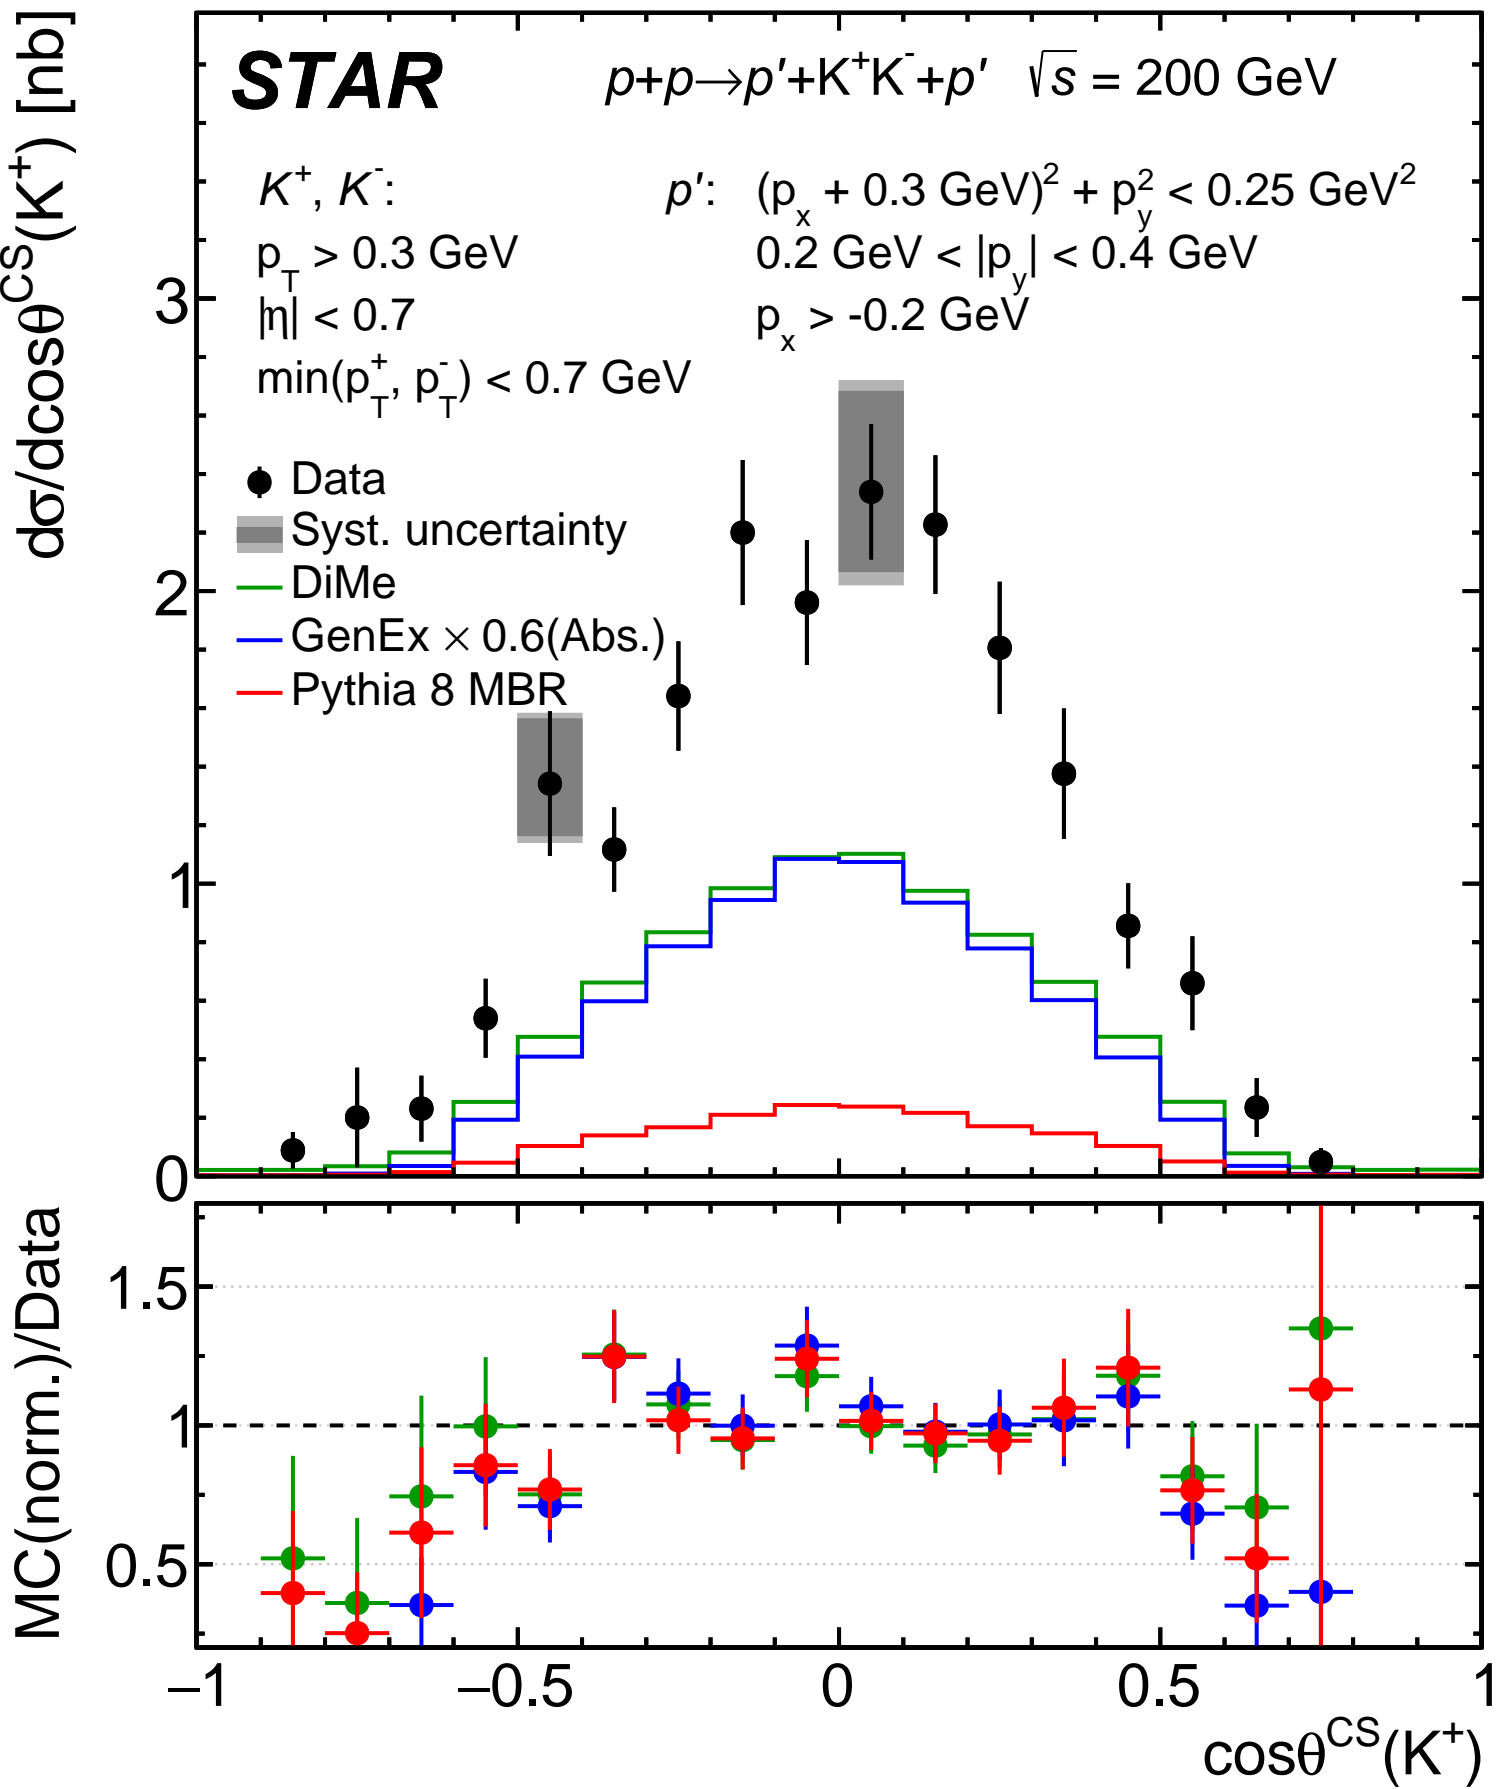 STAR p+p→p′+K⁺K⁻+p′ √s = 200 GeV
K⁺, K⁻: p′: (pₓ + 0.3 GeV)² + p_y² < 0.25 GeV²
p_T > 0.3 GeV 0.2 GeV < |p_y| < 0.4 GeV
|η| < 0.7 pₓ > -0.2 GeV
min(p_T⁺, p_T⁻) < 0.7 GeV
Data
Syst. uncertainty
DiMe
GenEx × 0.6(Abs.)
Pythia 8 MBR
dσ/dcosθ^CS(K⁺) [nb]
3
2
1
0
MC(norm.)/Data
1.5
1
0.5
−1 −0.5 0 0.5 1
cosθ^CS(K⁺)